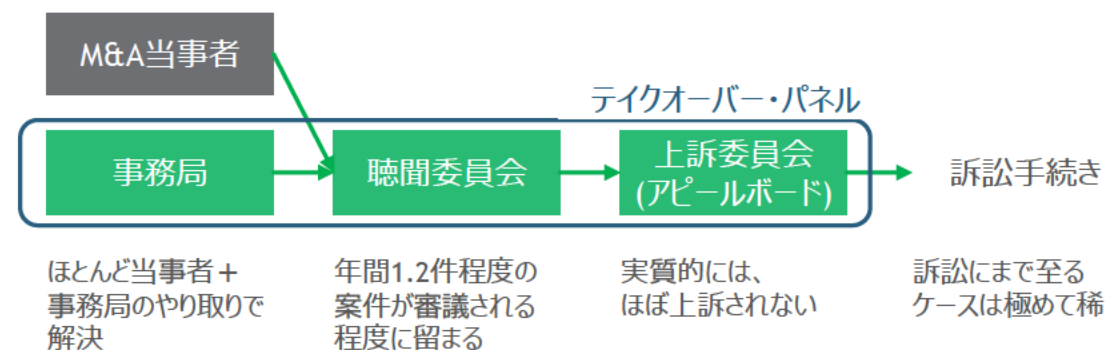 M&A当事者
テイクオーバー・パネル
事務局
聴聞委員会
上訴委員会
(アピールボード)
訴訟手続き
ほとんど当事者＋
事務局のやり取りで
解決
年間1.2件程度の
案件が審議される
程度に留まる
実質的には、
ほぼ上訴されない
訴訟にまで至る
ケースは極めて稀